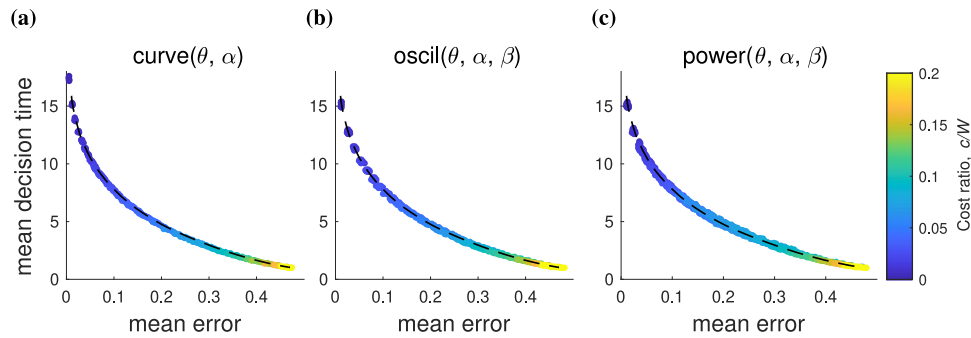 (a)
(b)
(c)
curve(θ, α)
oscil(θ, α, β)
power(θ, α, β)
mean decision time
15
10
5
0
0 0.1 0.2 0.3 0.4
mean error
15
10
5
0
0 0.1 0.2 0.3 0.4
mean error
15
10
5
0
0 0.1 0.2 0.3 0.4
mean error
0.2
0.15
0.1
0.05
0
Cost ratio, c/W